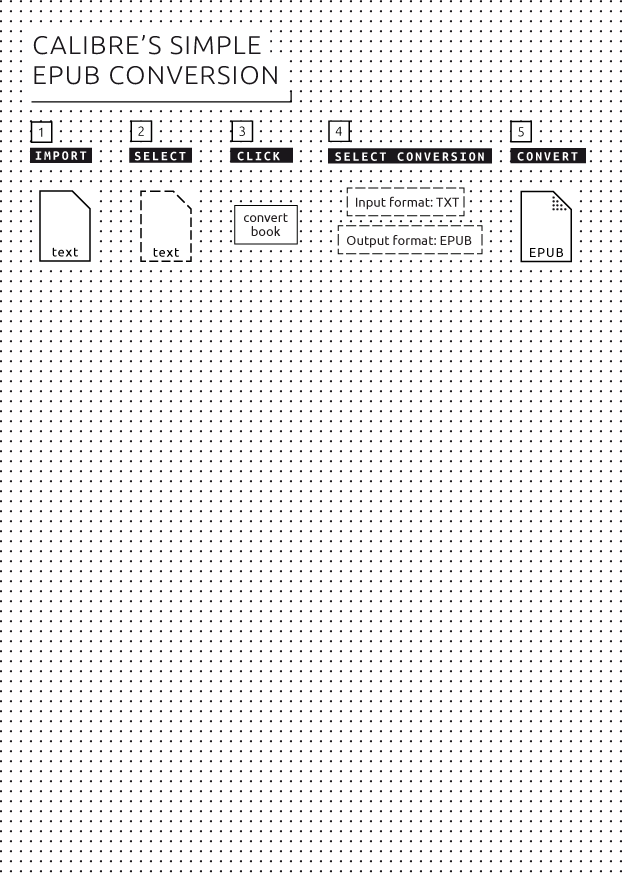 CALIBRE’S SIMPLE
EPUB CONVERSION
1
IMPORT
text
2
SELECT
text
3
CLICK
convert
book
4
SELECT CONVERSION
Input format: TXT
Output format: EPUB
5
CONVERT
EPUB